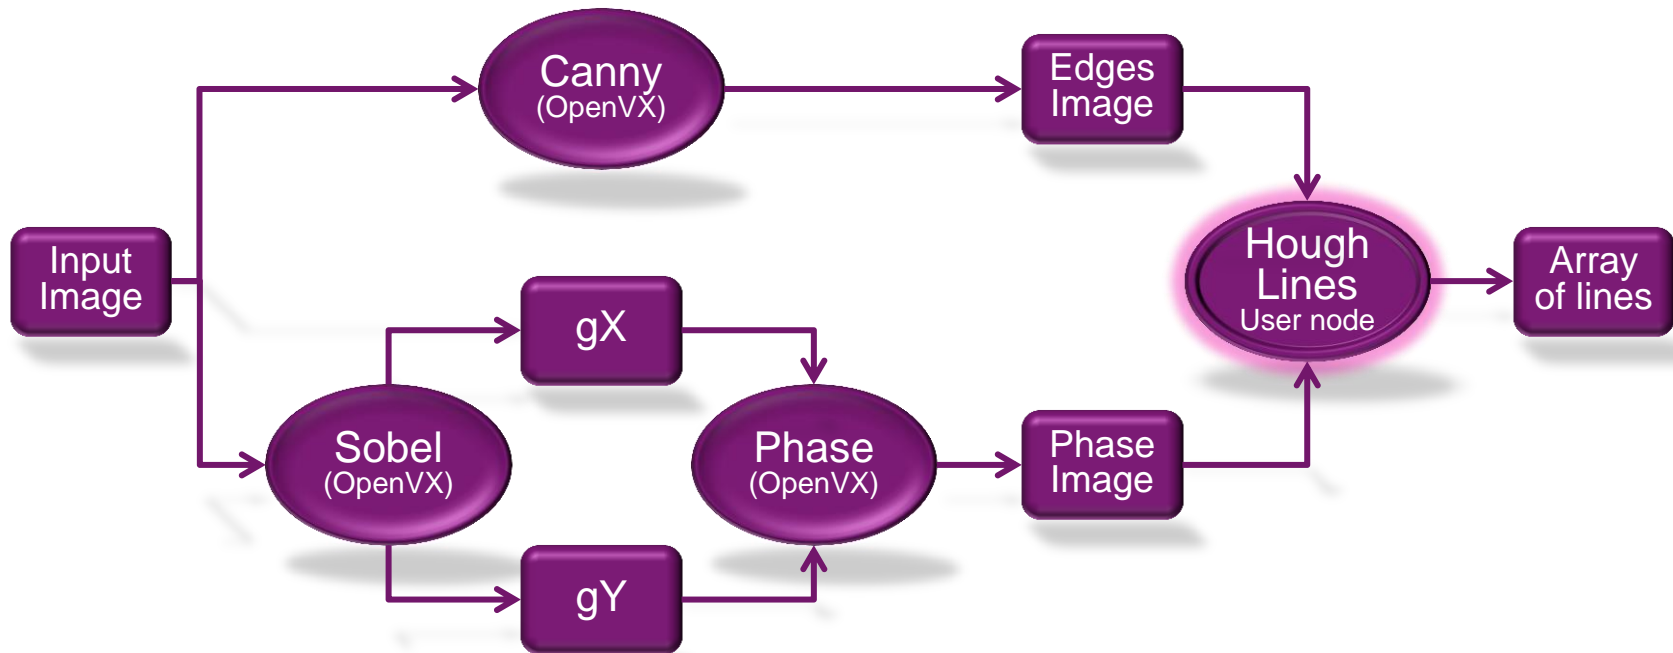 Canny
(OpenVX)
Edges
Image
Input
Image
gX
Hough
Lines
User node
Array
of lines
Sobel
(OpenVX)
Phase
(OpenVX)
Phase
Image
gY